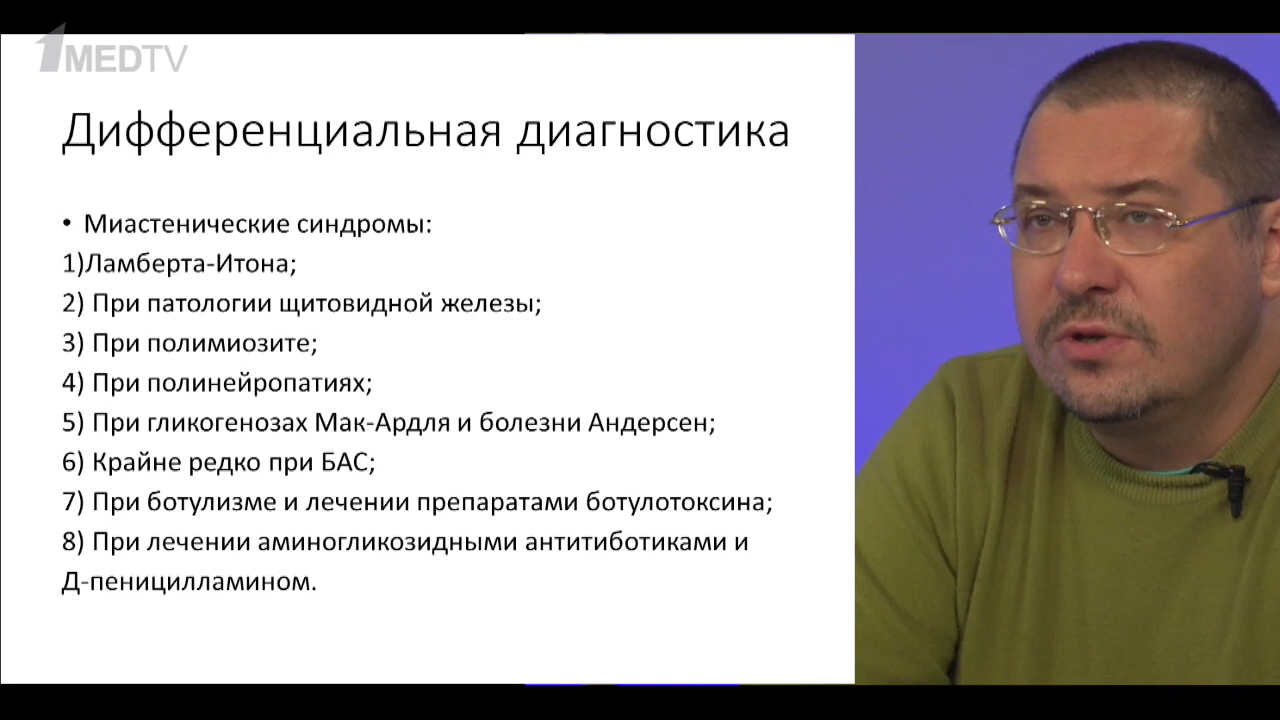 1MEDTV
Дифференциальная диагностика
• Миастенические синдромы:
1)Ламберта-Итона;
2) При патологии щитовидной железы;
3) При полимиозите;
4) При полинейропатиях;
5) При гликогенозах Мак-Ардля и болезни Андерсен;
6) Крайне редко при БАС;
7) При ботулизме и лечении препаратами ботулотоксина;
8) При лечении аминогликозидными антитиботиками и
Д-пеницилламином.